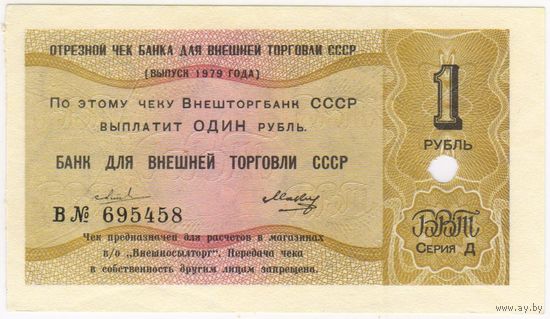 ОТРЕЗНОЙ ЧЕК БАНКА ДЛЯ ВНЕШНЕЙ ТОРГОВЛИ СССР
(ВЫПУСК 1979 ГОДА)
По этому чеку Внешторгбанк СССР
выплатит ОДИН рубль.
БАНК ДЛЯ ВНЕШНЕЙ ТОРГОВЛИ СССР
В № 695458
Чек предназначен для расчетов в магазинах
в/о „Внешпосылторг". Передача чека
в собственность другим лицам запрещена.
1
РУБЛЬ
ВВТ
Серия Д
www.ay.by